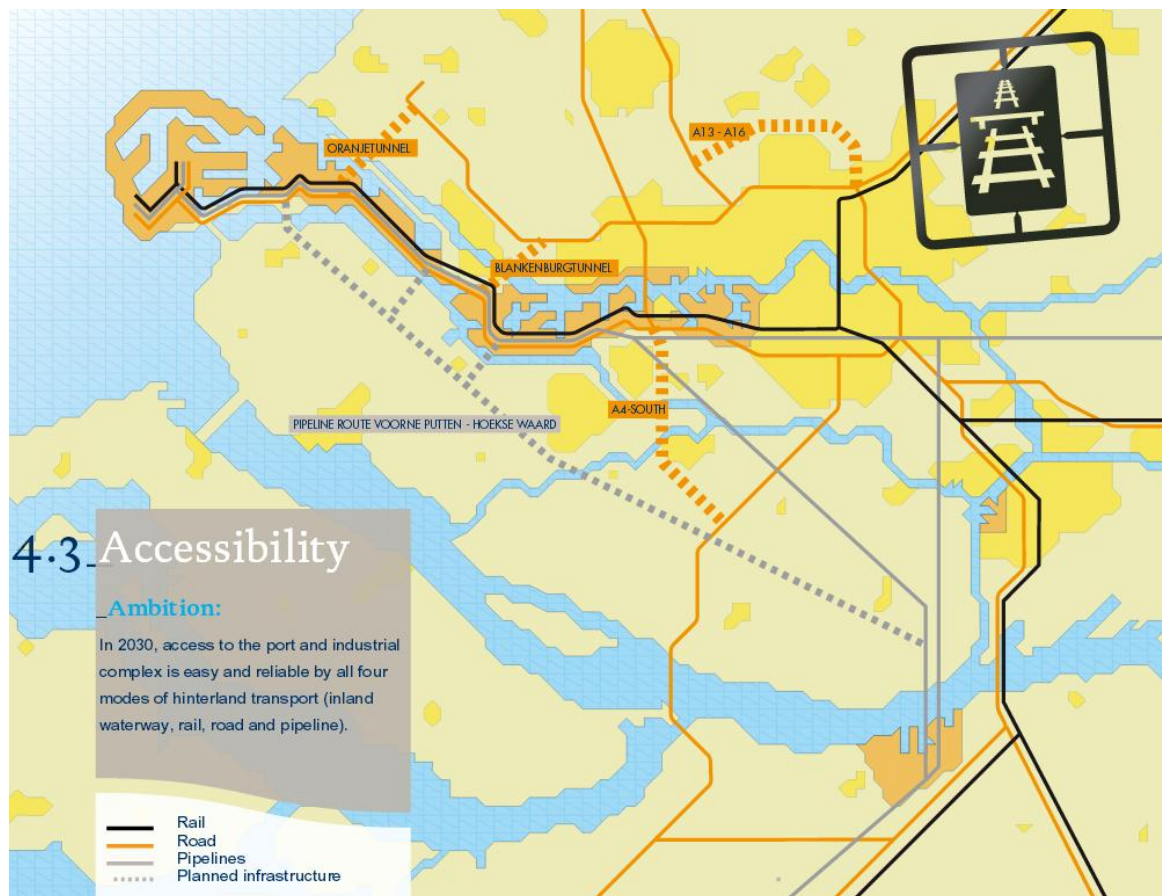 A13 - A16
ORANJETUNNEL
BLANKENBURGTUNNEL
A4-SOUTH
PIPELINE ROUTE VOORNE PUTTEN - HOEKSE WAARD
4.3_Accessibility
_Ambition:
In 2030, access to the port and industrial
complex is easy and reliable by all four
modes of hinterland transport (inland
waterway, rail, road and pipeline).
Rail
Road
Pipelines
Planned infrastructure